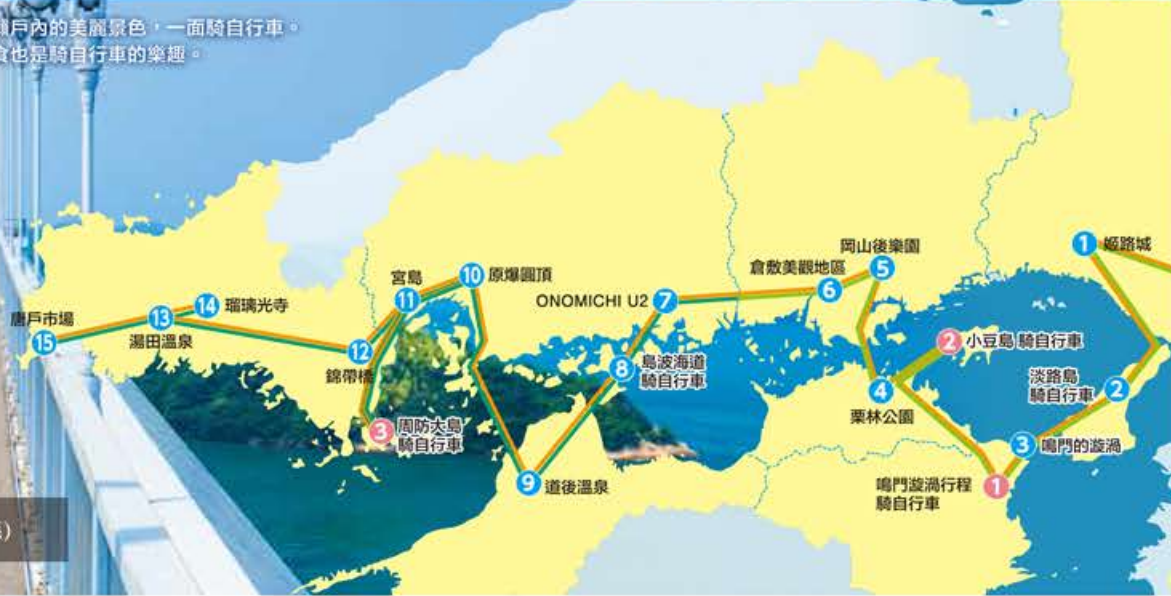 戶內的美麗景色，一面騎自行車。
也是騎自行車的樂趣。
岡山後樂園
5
1
姬路城
倉敷美觀地區
6
宮島
11
10
原爆圓頂
ONOMICHI U2
7
14
瑠璃光寺
唐戶市場
15
13
湯田溫泉
12
錦帶橋
8
島波海道
騎自行車
2
小豆島 騎自行車
4
栗林公園
淡路島
騎自行車
2
3
周防大島
騎自行車
3
鳴門的漩渦
9
道後溫泉
鳴門漩渦行程
騎自行車
1